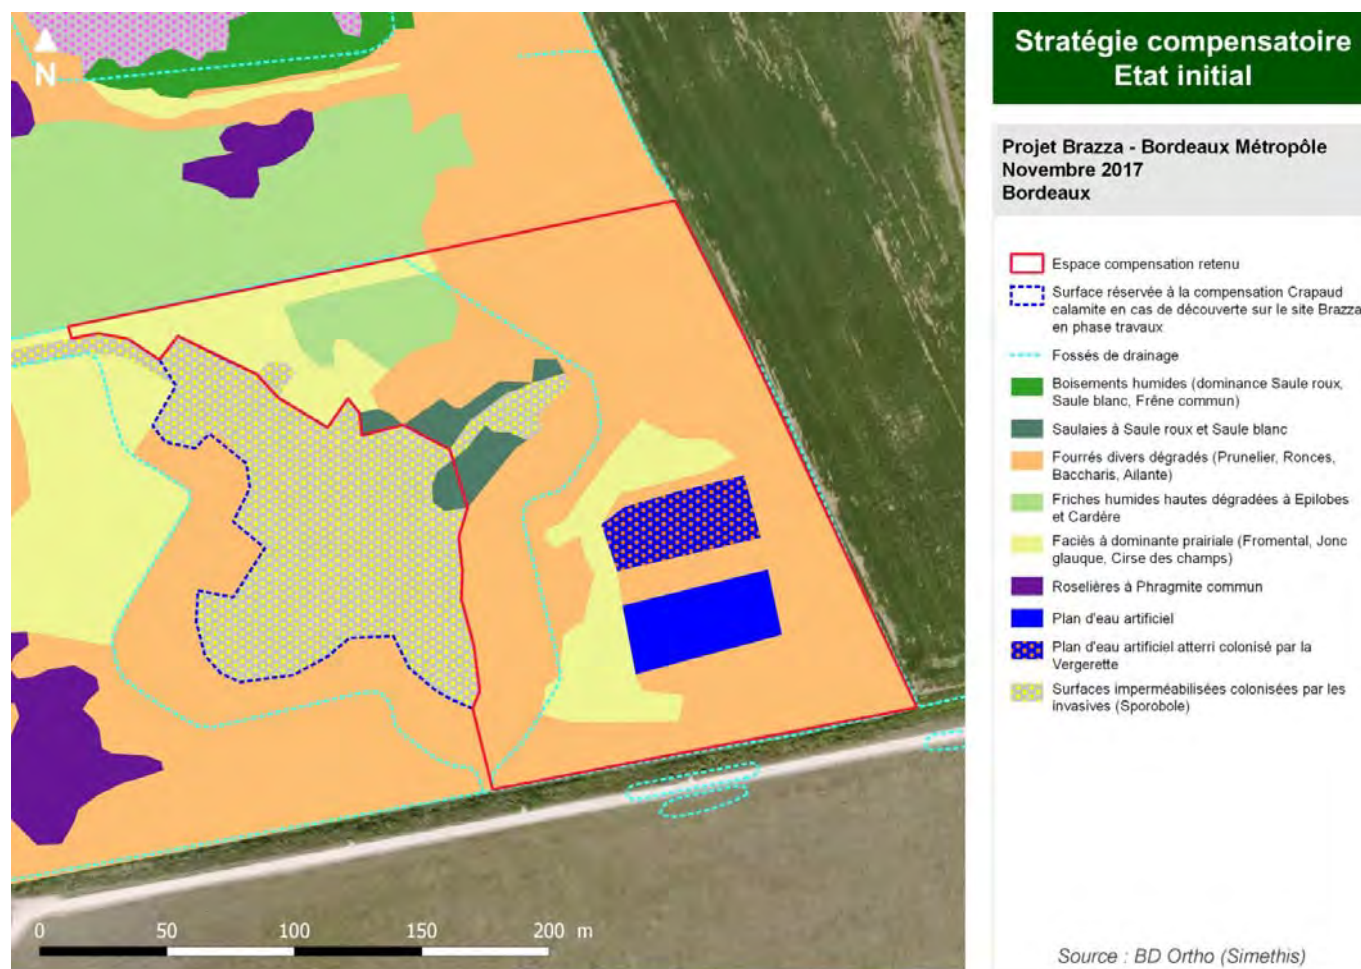 Stratégie compensatoire
Etat initial
Projet Brazza - Bordeaux Métropôle
Novembre 2017
Bordeaux
Espace compensation retenu
Surface réservée à la compensation Crapaud
calamite en cas de découverte sur le site Brazza
en phase travaux
Fossés de drainage
Boisements humides (dominance Saule roux,
Saule blanc, Frêne commun)
Saulaies à Saule roux et Saule blanc
Fourrés divers dégradés (Prunelier, Ronces,
Baccharis, Ailante)
Friches humides hautes dégradées à Epilobes
et Cardère
Faciès à dominante prairiale (Fromental, Jonc
glauque, Cirse des champs)
Roselières à Phragmite commun
Plan d'eau artificiel
Plan d'eau artificiel atterri colonisé par la
Vergerette
Surfaces imperméabilisées colonisées par les
invasives (Sporobole)
Source : BD Ortho (Simethis)
N
0 50 100 150 200 m